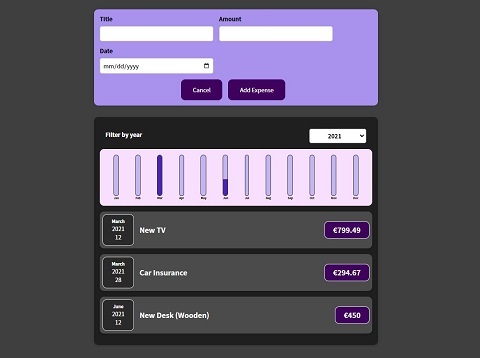 Title Amount
Date
mm/dd/yyyy
Cancel Add Expense
Filter by year 2021
Jan Feb Mar Apr May Jun Jul Aug Sep Oct Nov Dec
March
2021
12
New TV
€799.49
March
2021
28
Car Insurance
€294.67
June
2021
12
New Desk (Wooden)
€450